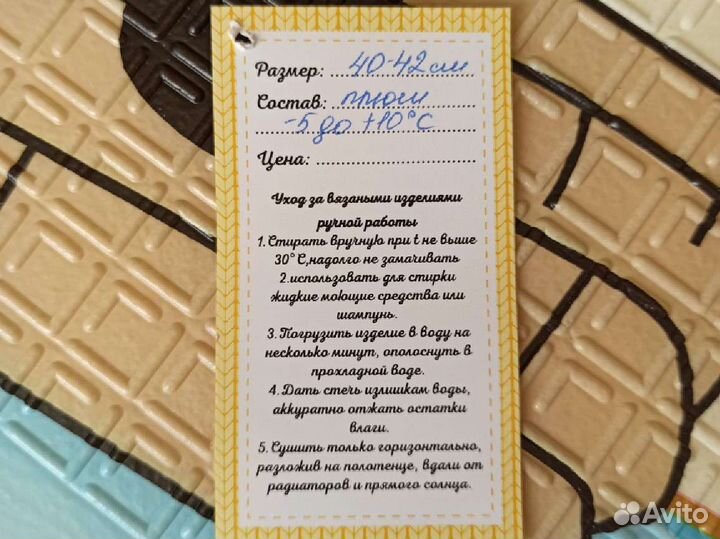 Размер: 40-42 см
Состав: плюш
-5 до +10°C
Цена:
Уход за вязаными изделиями
ручной работы
1.Стирать вручную при t не выше
30°С,надолго не замачивать
2.использовать для стирки
жидкие моющие средства или
шампунь.
3.Погрузить изделие в воду на
несколько минут, ополоснуть в
прохладной воде.
4.Дать стечь излишкам воды,
аккуратно отжать остатки
влаги.
5.Сушить только горизонтально,
разложив на полотенце, вдали от
радиаторов и прямого солнца.
Avito